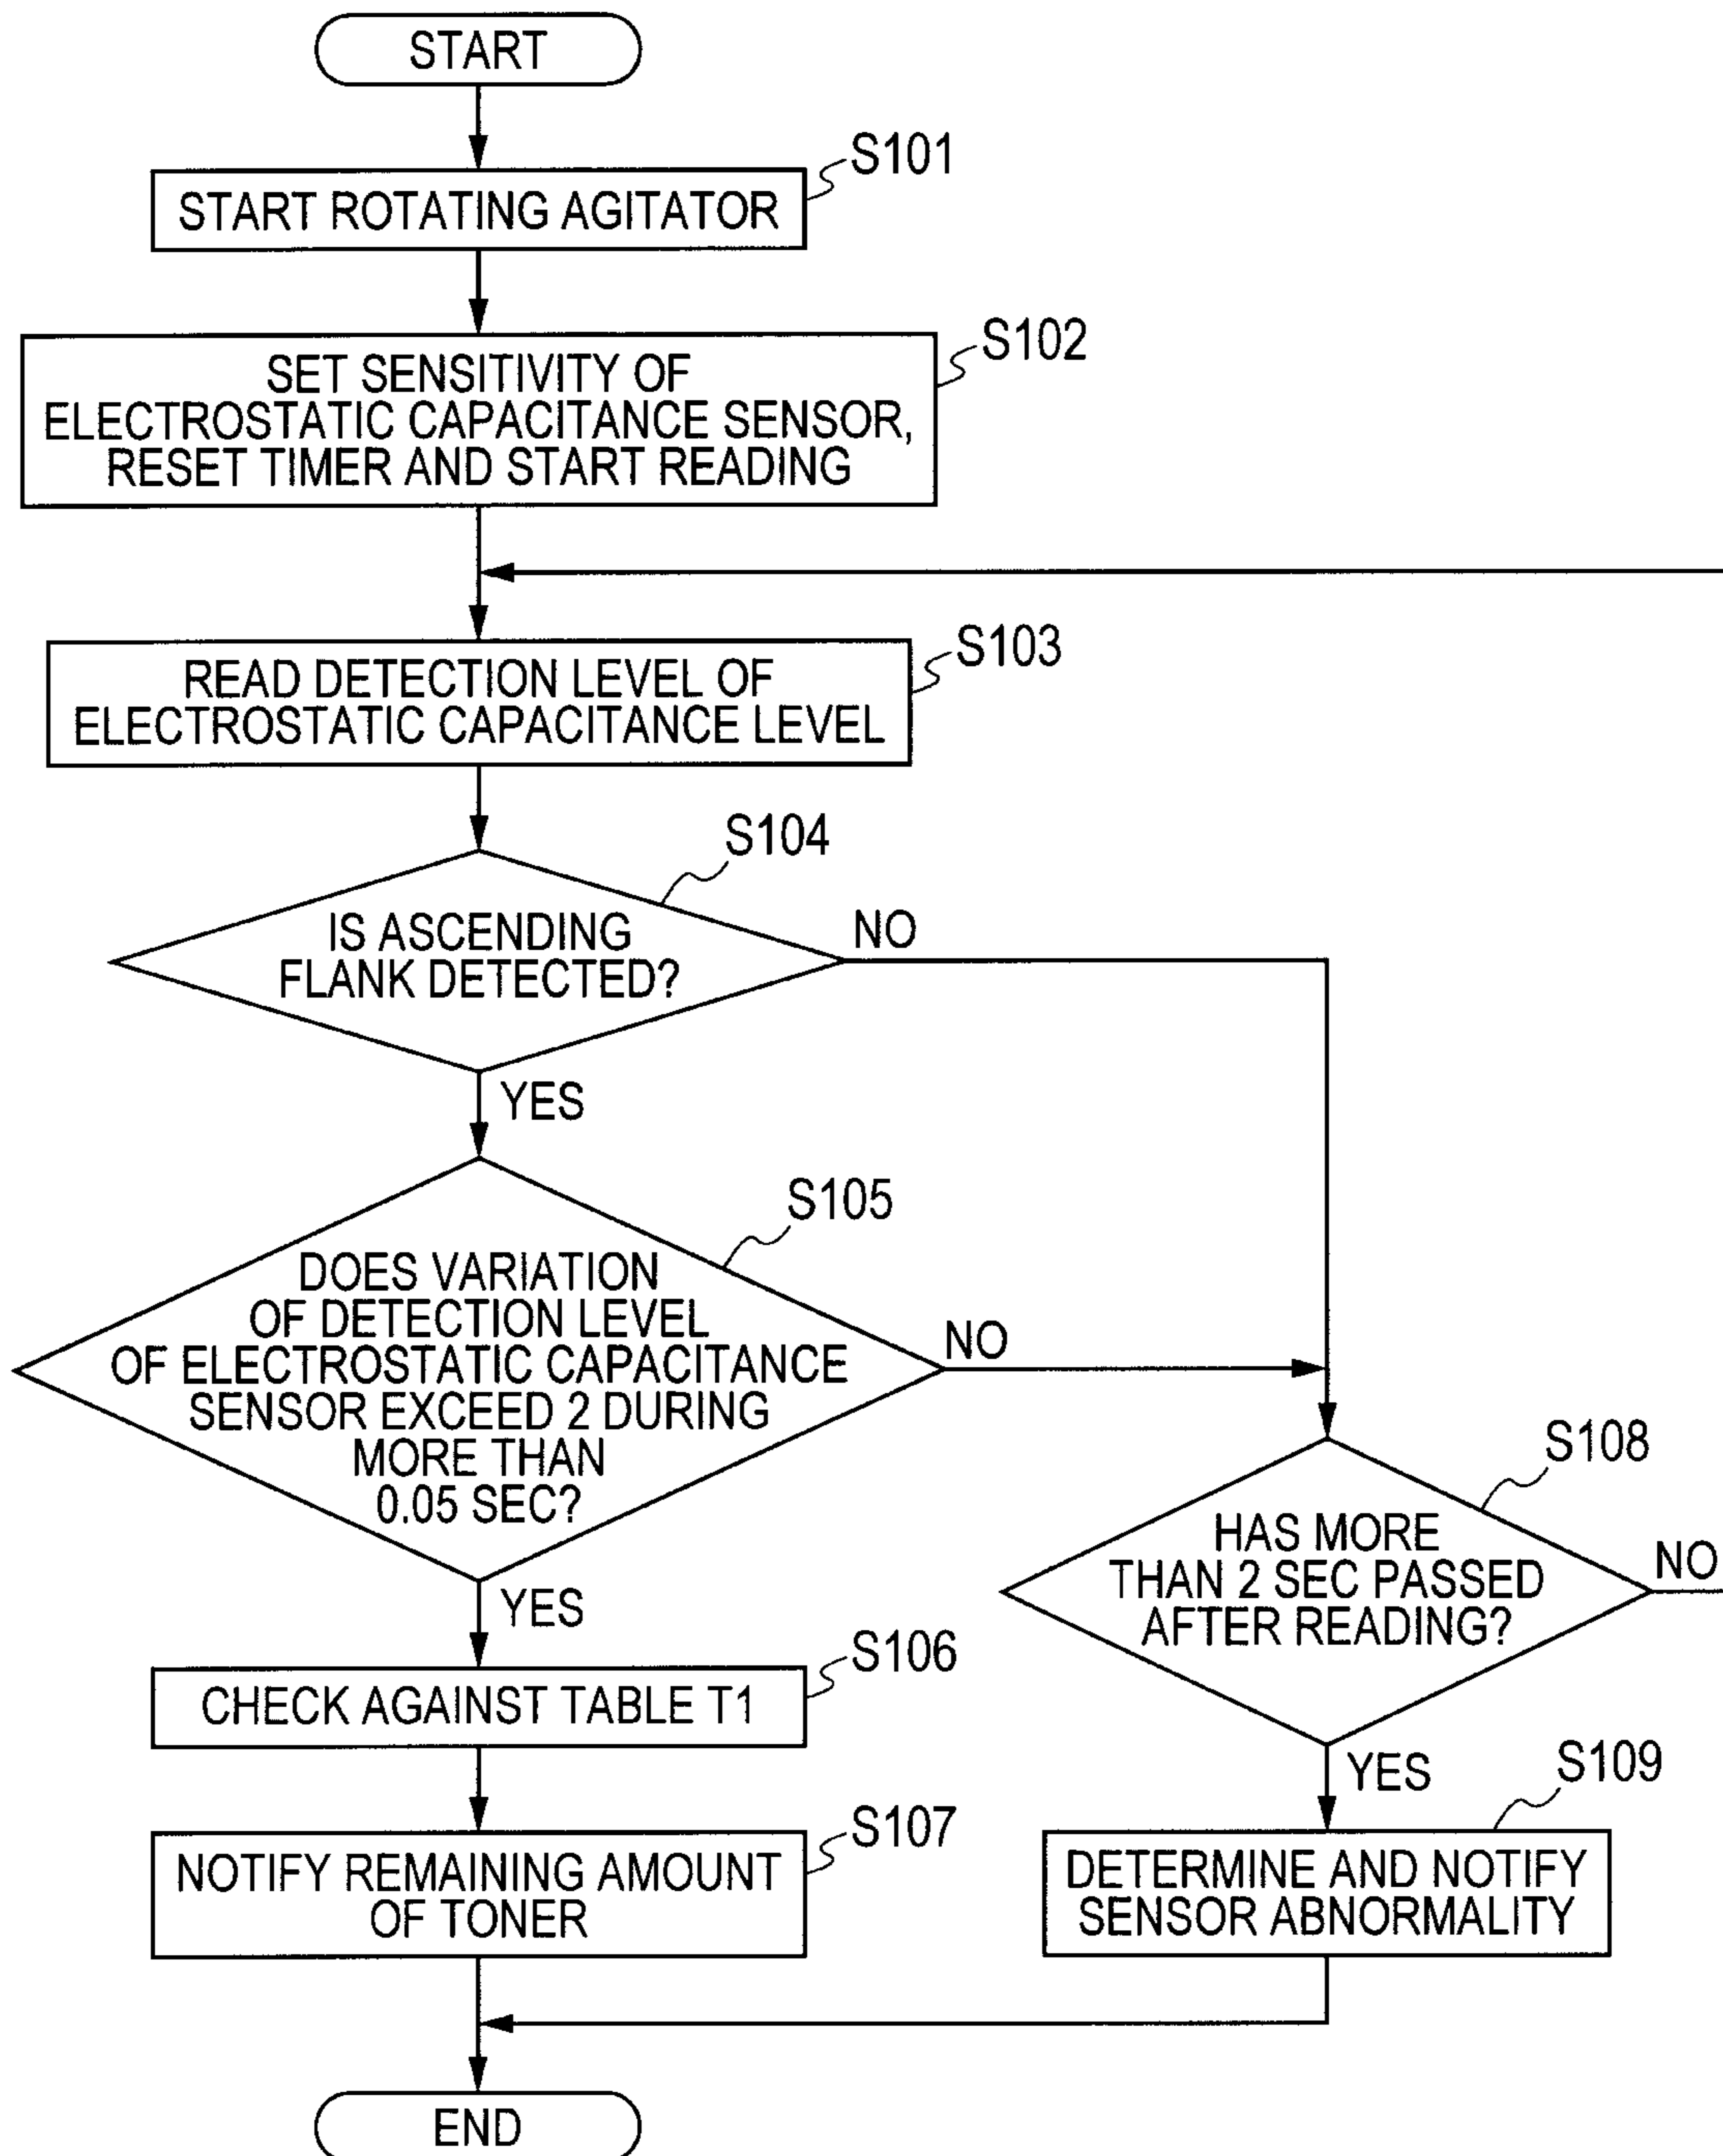 START
S101
START ROTATING AGITATOR
S102
SET SENSITIVITY OF
ELECTROSTATIC CAPACITANCE SENSOR,
RESET TIMER AND START READING
S103
READ DETECTION LEVEL OF
ELECTROSTATIC CAPACITANCE LEVEL
S104
IS ASCENDING
FLANK DETECTED?
NO
YES
S105
DOES VARIATION
OF DETECTION LEVEL
OF ELECTROSTATIC CAPACITANCE
SENSOR EXCEED 2 DURING
MORE THAN
0.05 SEC?
NO
YES
S108
HAS MORE
THAN 2 SEC PASSED
AFTER READING?
NO
YES
S106
CHECK AGAINST TABLE T1
S107
NOTIFY REMAINING AMOUNT
OF TONER
S109
DETERMINE AND NOTIFY
SENSOR ABNORMALITY
END